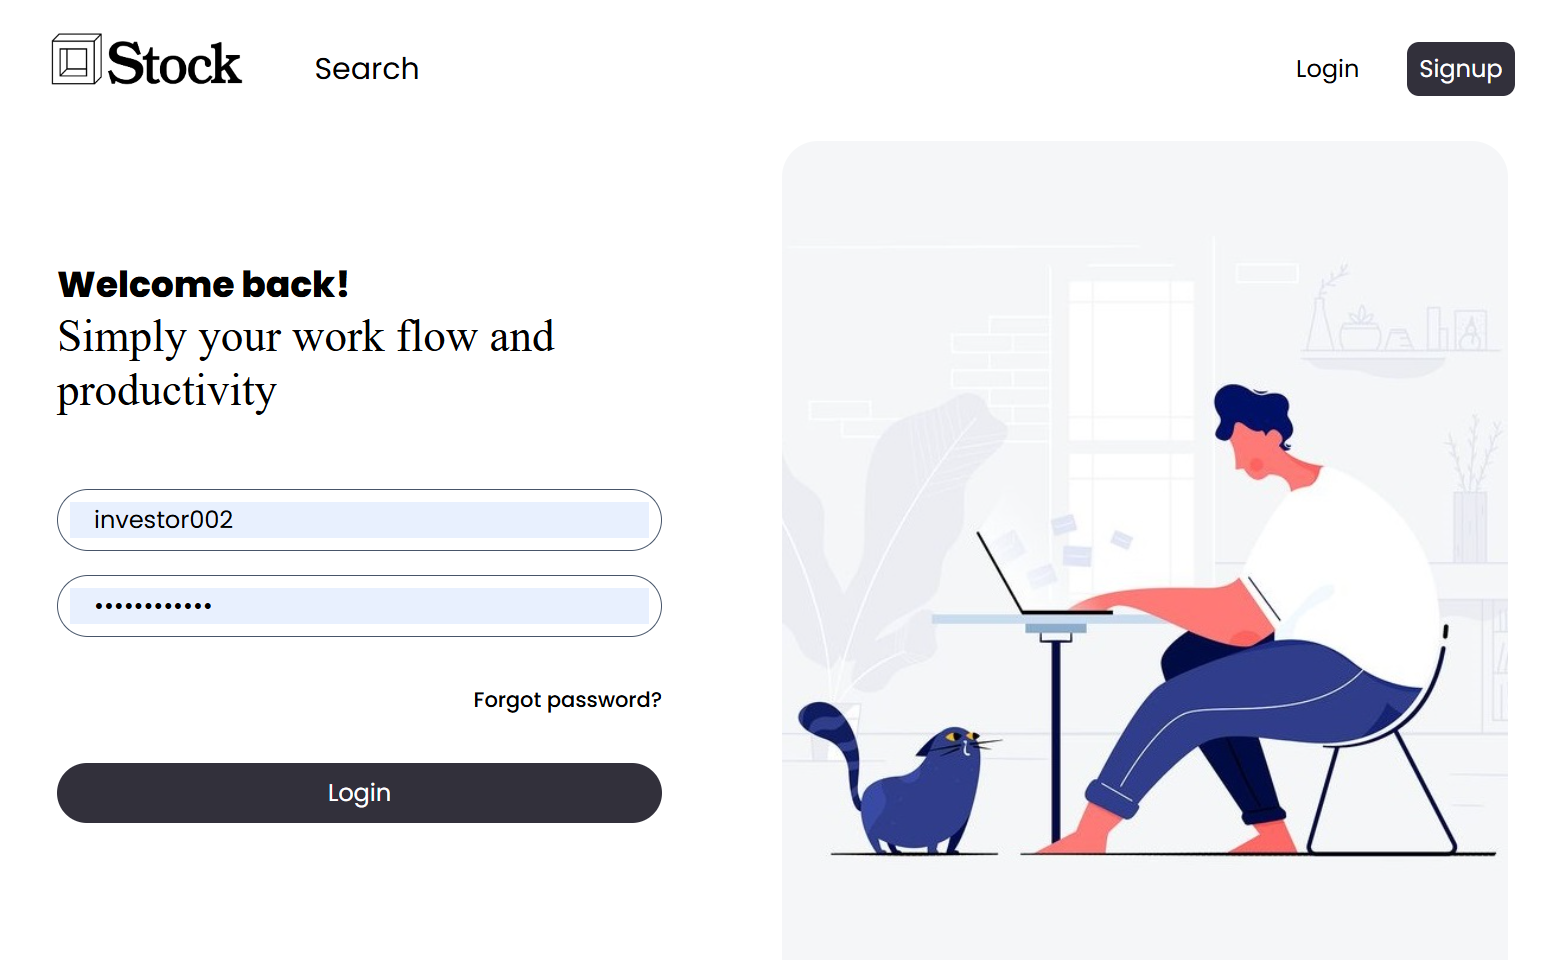 Stock
Search
Login
Signup
Welcome back!
Simply your work flow and
productivity
investor002
••••••••••••
Forgot password?
Login